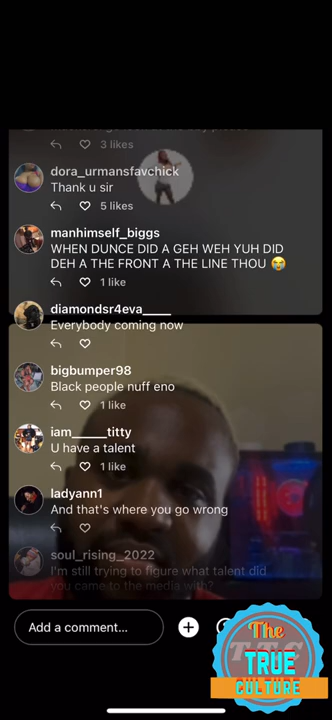 3 likes
dora_urmansfavchick
Thank u sir
5 likes
manhimself_biggs
WHEN DUNCE DID A GEH WEH YUH DID
DEH A THE FRONT A THE LINE THOU 😭
1 like
diamondsr4eva____
Everybody coming now
bigbumper98
Black people nuff eno
1 like
iam_____titty
U have a talent
1 like
ladyann1
And that's where you go wrong
soul_rising_2022
I'm still trying to figure what talent did
you came to the media with?
Add a comment...
The
TTC
TRUE
CULTURE